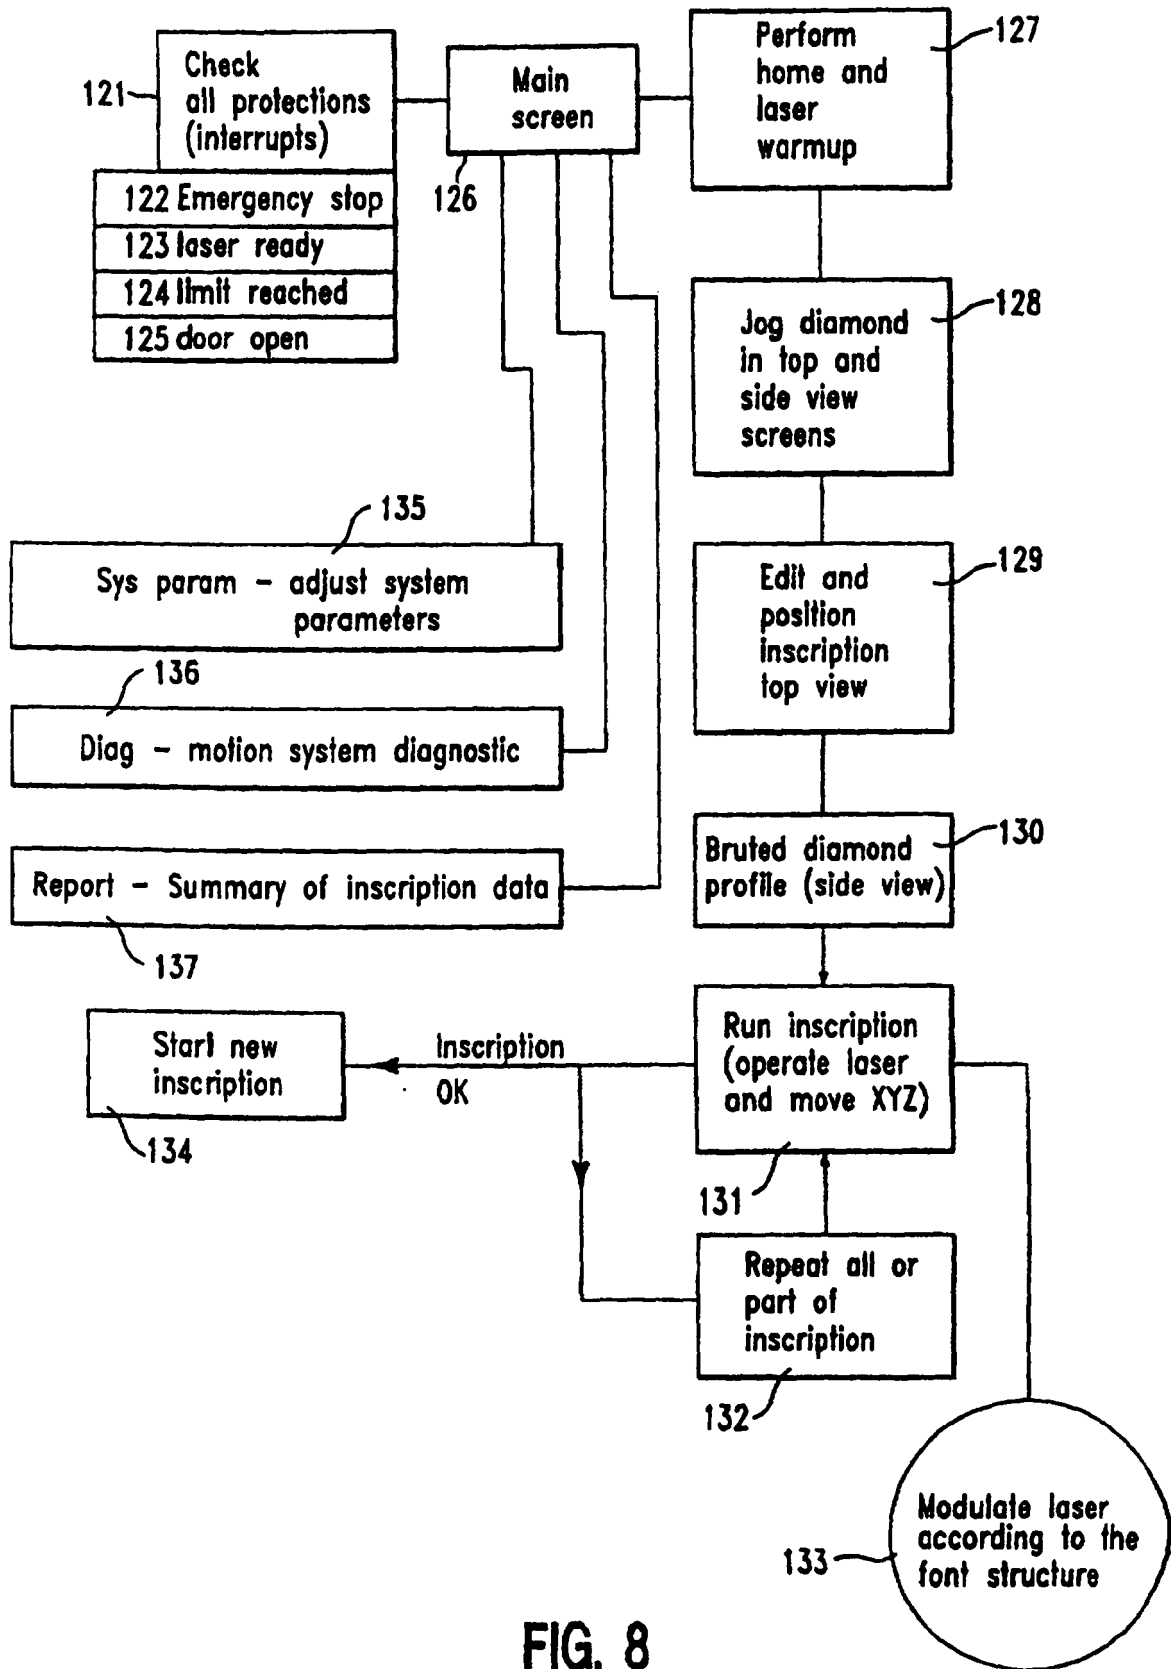 Check
all protections
(interrupts)
121
122 Emergency stop
123 laser ready
124 limit reached
125 door open
Main
screen
126
Perform
home and
laser
warmup
127
Jog diamond
in top and
side view
screens
128
Edit and
position
inscription
top view
129
Bruted diamond
profile (side view)
130
135
Sys param - adjust system
parameters
136
Diag - motion system diagnostic
Report - Summary of inscription data
137
Run inscription
(operate laser
and move XYZ)
131
Inscription
OK
Start new
inscription
134
Repeat all or
part of
inscription
132
Modulate laser
according to the
font structure
133
FIG. 8